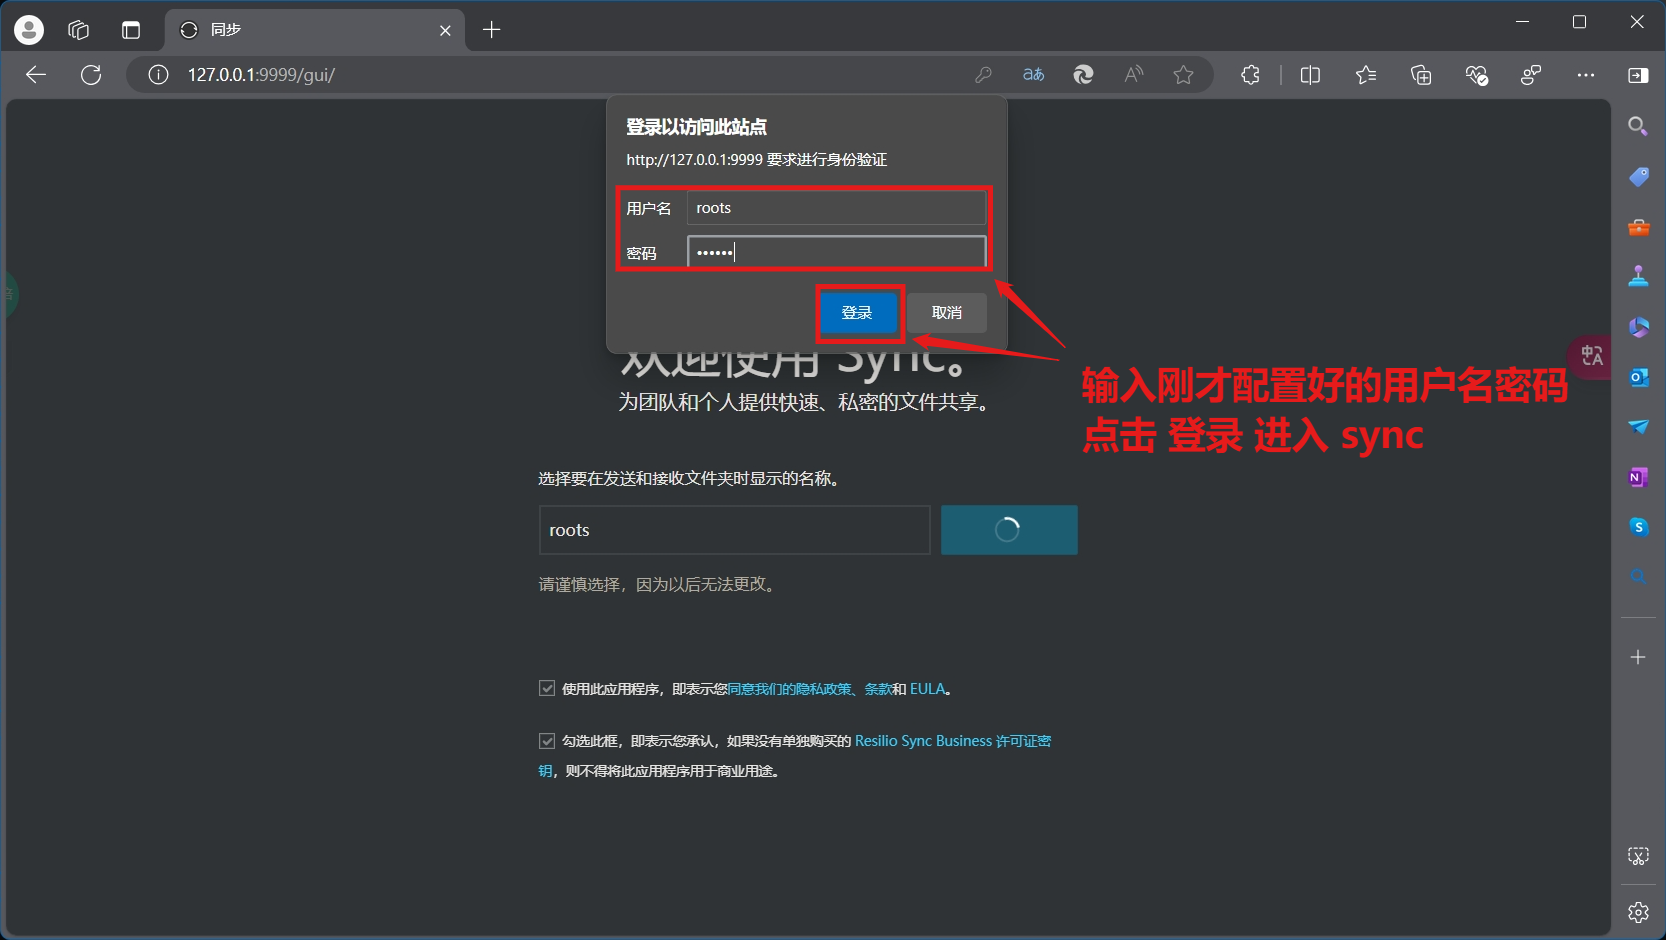 同步
127.0.0.1:9999/gui/
aあ
A
登录以访问此站点
http://127.0.0.1:9999 要求进行身份验证
用户名 roots
密码 ••••••
登录 取消
欢迎使用 Sync。
为团队和个人提供快速、私密的文件共享。
输入刚才配置好的用户名密码
点击 登录 进入 sync
选择要在发送和接收文件夹时显示的名称。
roots
请谨慎选择，因为以后无法更改。
使用此应用程序，即表示您同意我们的隐私政策、条款和 EULA。
勾选此框，即表示您承认，如果没有单独购买的 Resilio Sync Business 许可证密
钥，则不得将此应用程序用于商业用途。
中A